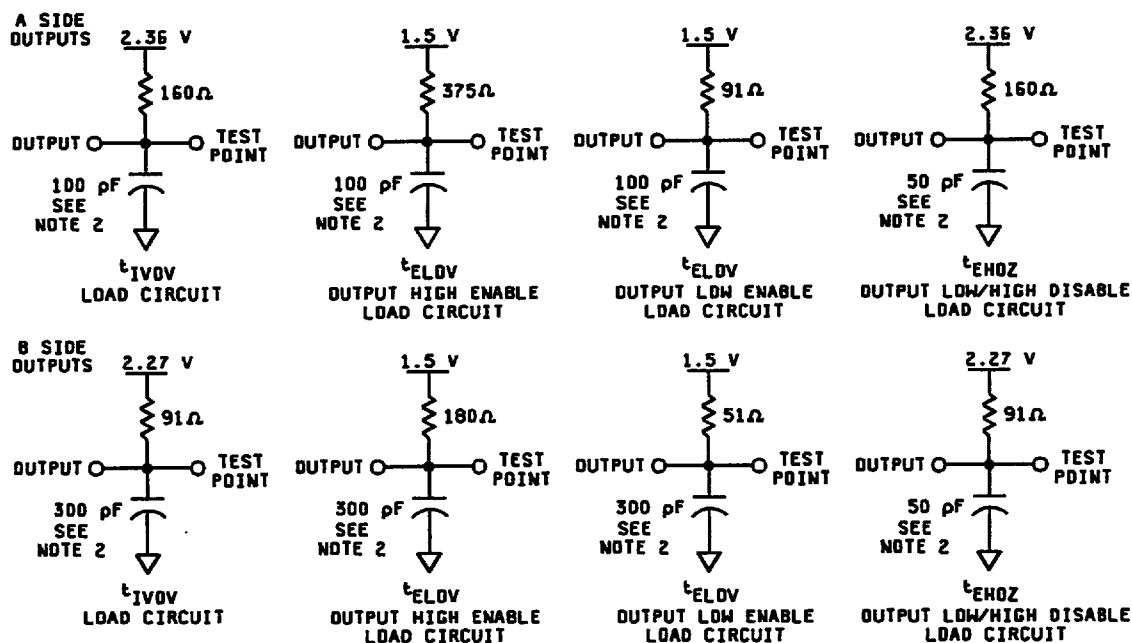 A SIDE
OUTPUTS
2.36 V
1.5 V
1.5 V
2.36 V
160Ω
375Ω
91Ω
160Ω
OUTPUT
TEST
POINT
OUTPUT
TEST
POINT
OUTPUT
TEST
POINT
OUTPUT
TEST
POINT
100 pF
SEE
NOTE 2
100 pF
SEE
NOTE 2
100 pF
SEE
NOTE 2
50 pF
SEE
NOTE 2
tIVOV
LOAD CIRCUIT
tELOV
OUTPUT HIGH ENABLE
LOAD CIRCUIT
tELOV
OUTPUT LOW ENABLE
LOAD CIRCUIT
tEHOZ
OUTPUT LOW/HIGH DISABLE
LOAD CIRCUIT
B SIDE
OUTPUTS
2.27 V
1.5 V
1.5 V
2.27 V
91Ω
180Ω
51Ω
91Ω
OUTPUT
TEST
POINT
OUTPUT
TEST
POINT
OUTPUT
TEST
POINT
OUTPUT
TEST
POINT
300 pF
SEE
NOTE 2
300 pF
SEE
NOTE 2
300 pF
SEE
NOTE 2
50 pF
SEE
NOTE 2
tIVOV
LOAD CIRCUIT
tELOV
OUTPUT HIGH ENABLE
LOAD CIRCUIT
tELOV
OUTPUT LOW ENABLE
LOAD CIRCUIT
tEHOZ
OUTPUT LOW/HIGH DISABLE
LOAD CIRCUIT